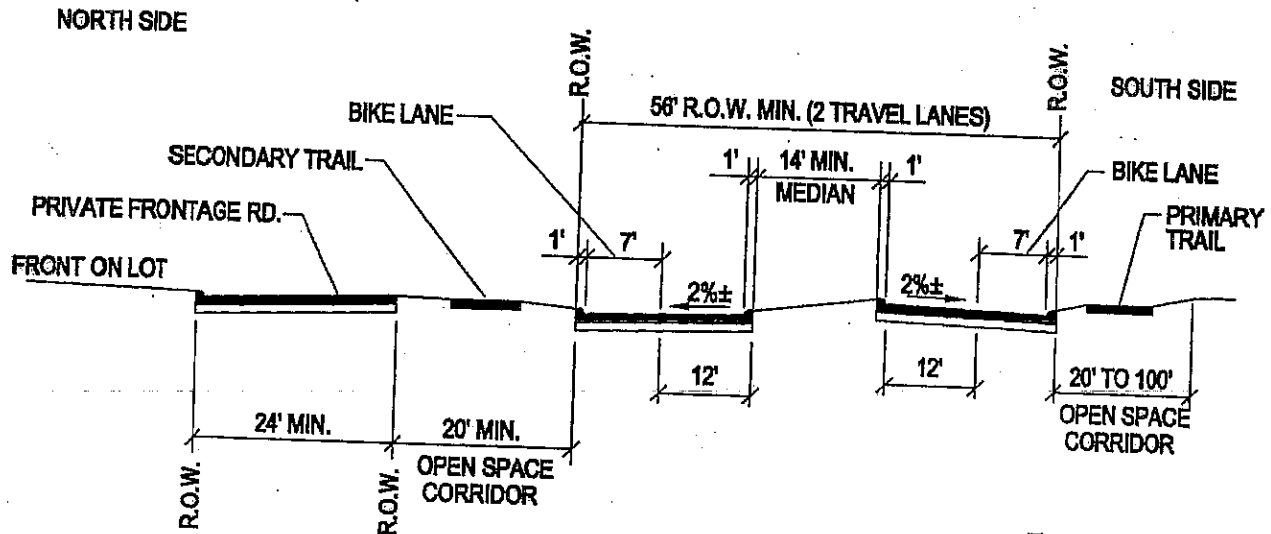 NORTH SIDE
R.O.W.
R.O.W.
SOUTH SIDE
56' R.O.W. MIN. (2 TRAVEL LANES)
BIKE LANE
SECONDARY TRAIL
1'
14' MIN.
1'
MEDIAN
BIKE LANE
PRIVATE FRONTAGE RD.
PRIMARY
TRAIL
1'
7'
7'
1'
FRONT ON LOT
2%±
2%±
12'
12'
20' TO 100'
OPEN SPACE
CORRIDOR
24' MIN.
20' MIN.
OPEN SPACE
CORRIDOR
R.O.W.
R.O.W.